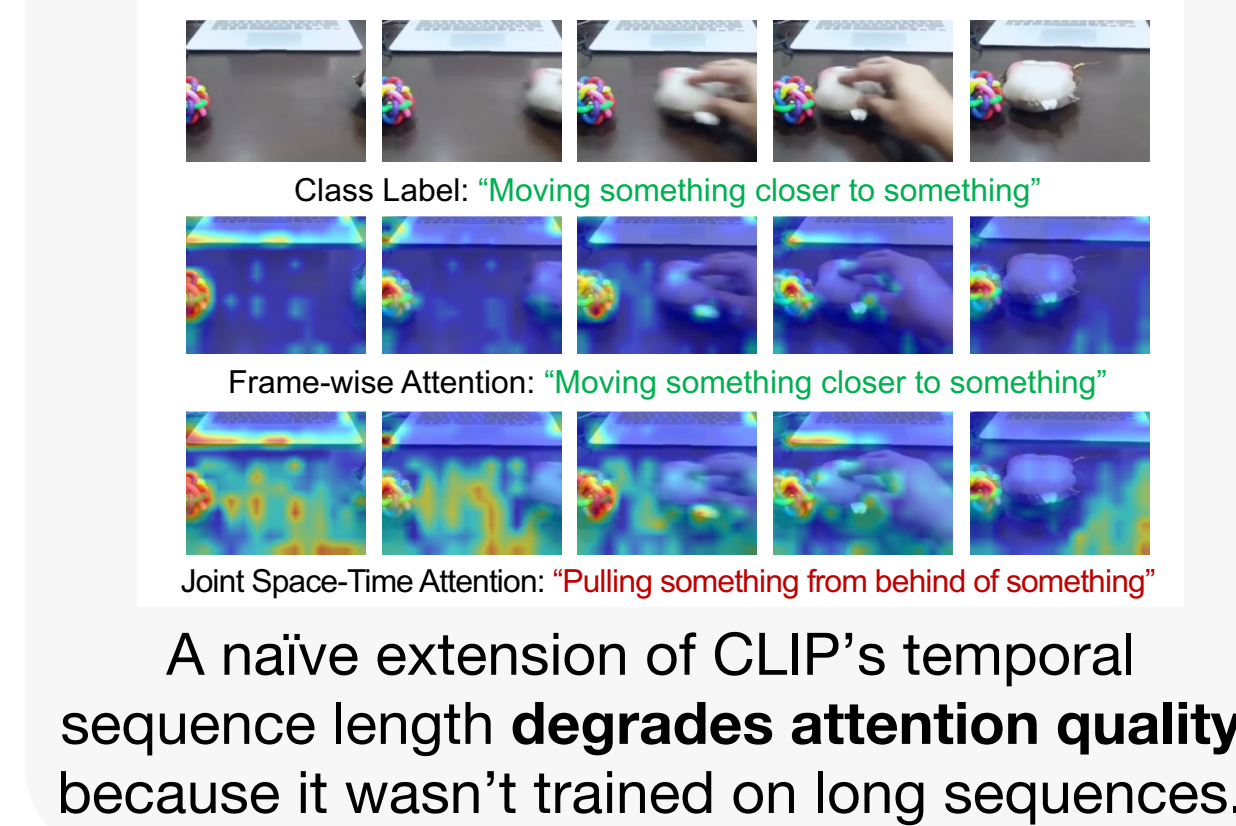 Class Label: “Moving something closer to something”
Frame-wise Attention: “Moving something closer to something”
Joint Space-Time Attention: “Pulling something from behind of something”
A naïve extension of CLIP’s temporal
sequence length degrades attention quality
because it wasn’t trained on long sequences.